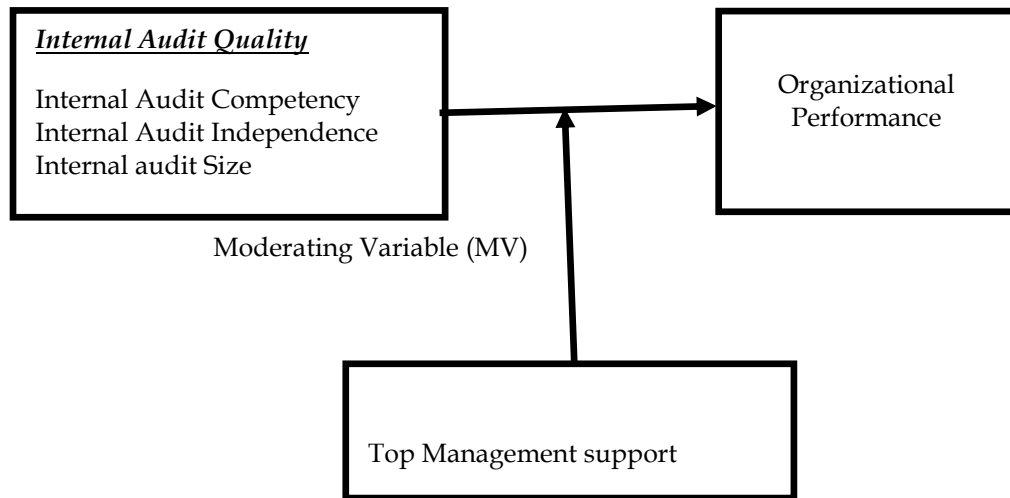 Internal Audit Quality
Internal Audit Competency
Internal Audit Independence
Internal audit Size
Organizational
Performance
Moderating Variable (MV)
Top Management support